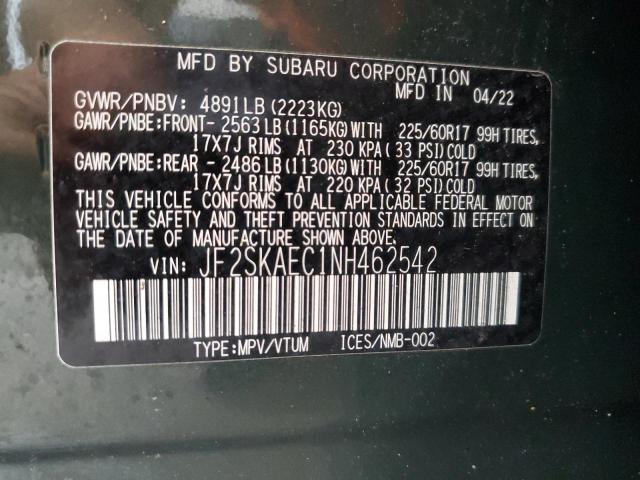 MFD BY SUBARU CORPORATION
MFD IN 04/22
GVWR/PNBV: 4891LB(2223KG)
GAWR/PNBE:FRONT- 2563LB(1165KG)WITH 225/60R17 99H TIRES,
17X7J RIMS AT 230 KPA(33 PSI)COLD
GAWR/PNBE:REAR - 2486LB(1130KG)WITH 225/60R17 99H TIRES,
17X7J RIMS AT 220 KPA(32 PSI)COLD
THIS VEHICLE CONFORMS TO ALL APPLICABLE FEDERAL MOTOR
VEHICLE SAFETY AND THEFT PREVENTION STANDARDS IN EFFECT ON
THE DATE OF MANUFACTURE SHOWN ABOVE.
VIN: JF2SKAEC1NH462542
TYPE:MPV/VTUM ICES/NMB-002